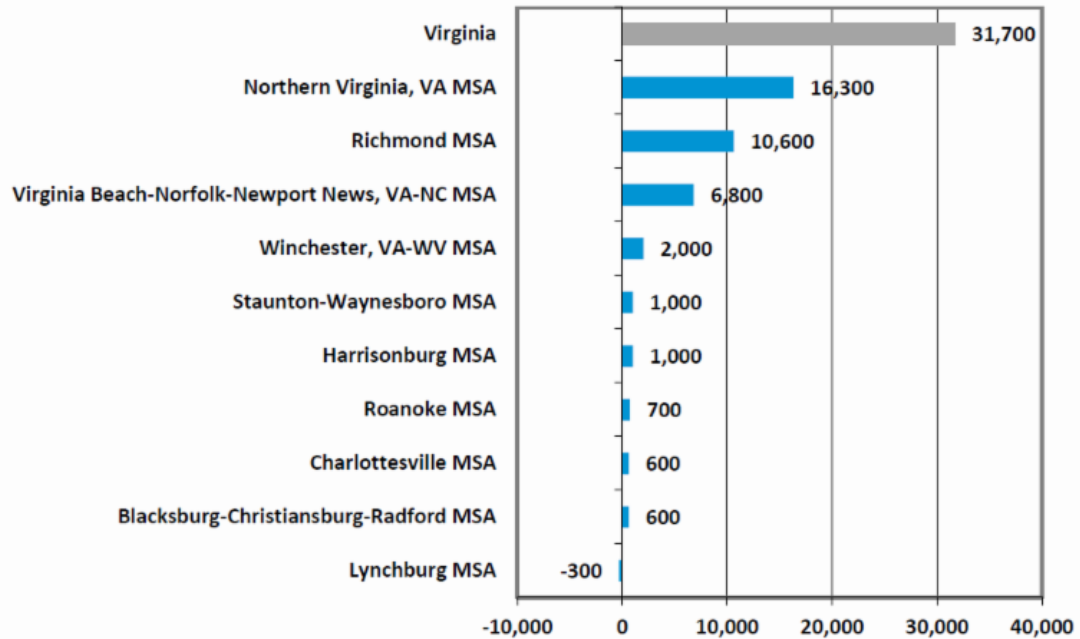 Virginia 31,700
Northern Virginia, VA MSA 16,300
Richmond MSA 10,600
Virginia Beach-Norfolk-Newport News, VA-NC MSA 6,800
Winchester, VA-WV MSA 2,000
Staunton-Waynesboro MSA 1,000
Harrisonburg MSA 1,000
Roanoke MSA 700
Charlottesville MSA 600
Blacksburg-Christiansburg-Radford MSA 600
Lynchburg MSA -300
-10,000 0 10,000 20,000 30,000 40,000